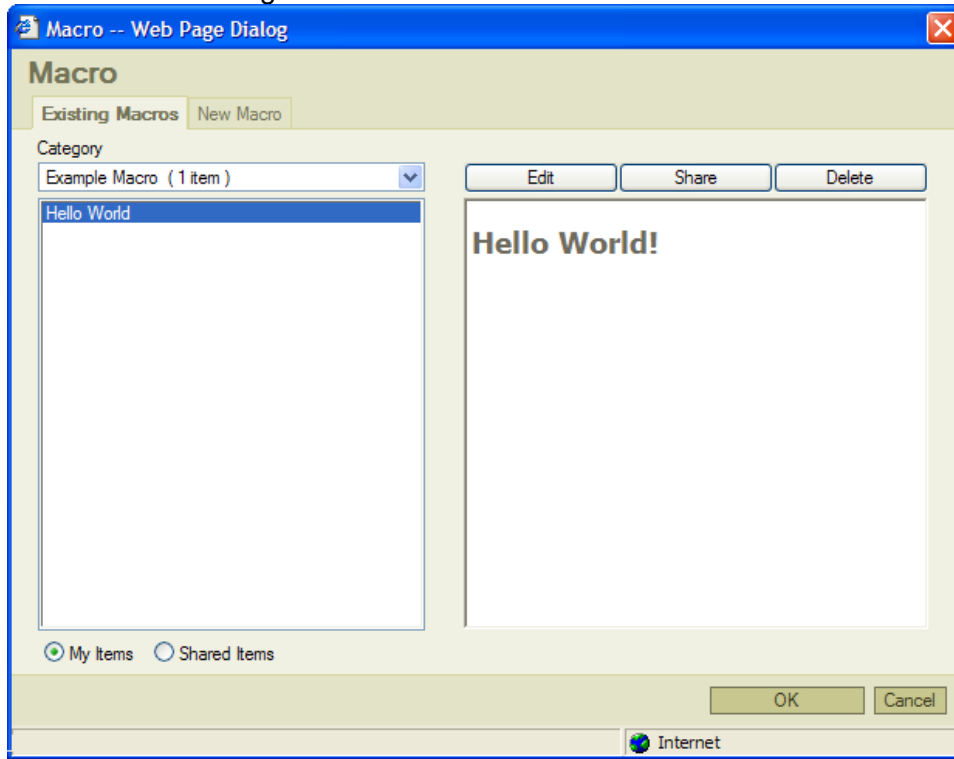 Macro -- Web Page Dialog
Macro
Existing Macros New Macro
Category
Example Macro ( 1 item )
Edit Share Delete
Hello World
Hello World!
My Items Shared Items
OK Cancel
Internet